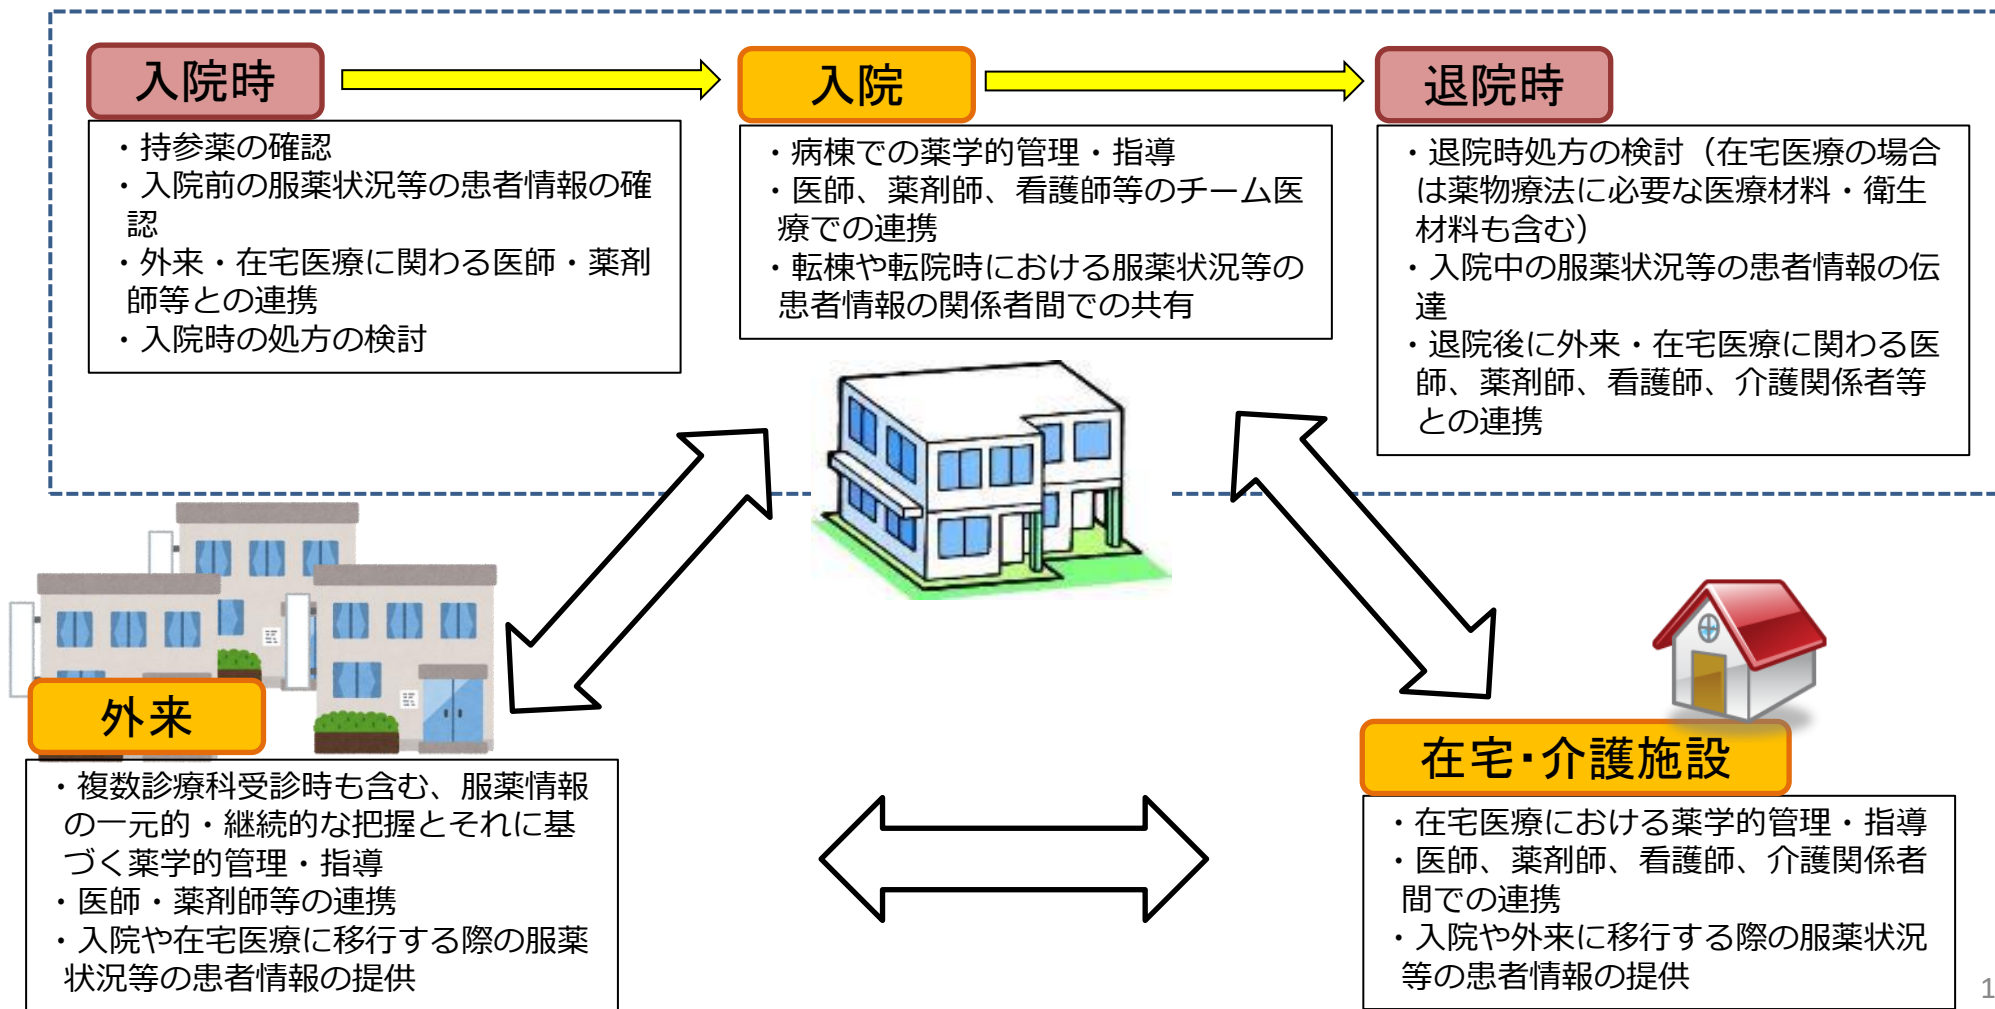 入院時
・持参薬の確認
・入院前の服薬状況等の患者情報の確
認
・外来・在宅医療に関わる医師・薬剤
師等との連携
・入院時の処方の検討
入院
・病棟での薬学的管理・指導
・医師、薬剤師、看護師等のチーム医
療での連携
・転棟や転院時における服薬状況等の
患者情報の関係者間での共有
退院時
・退院時処方の検討（在宅医療の場合
は薬物療法に必要な医療材料・衛生
材料も含む）
・入院中の服薬状況等の患者情報の伝
達
・退院後に外来・在宅医療に関わる医
師、薬剤師、看護師、介護関係者等
との連携
外来
・複数診療科受診時も含む、服薬情報
の一元的・継続的な把握とそれに基
づく薬学的管理・指導
・医師・薬剤師等の連携
・入院や在宅医療に移行する際の服薬
状況等の患者情報の提供
在宅・介護施設
・在宅医療における薬学的管理・指導
・医師、薬剤師、看護師、介護関係者
間での連携
・入院や外来に移行する際の服薬状況
等の患者情報の提供
1